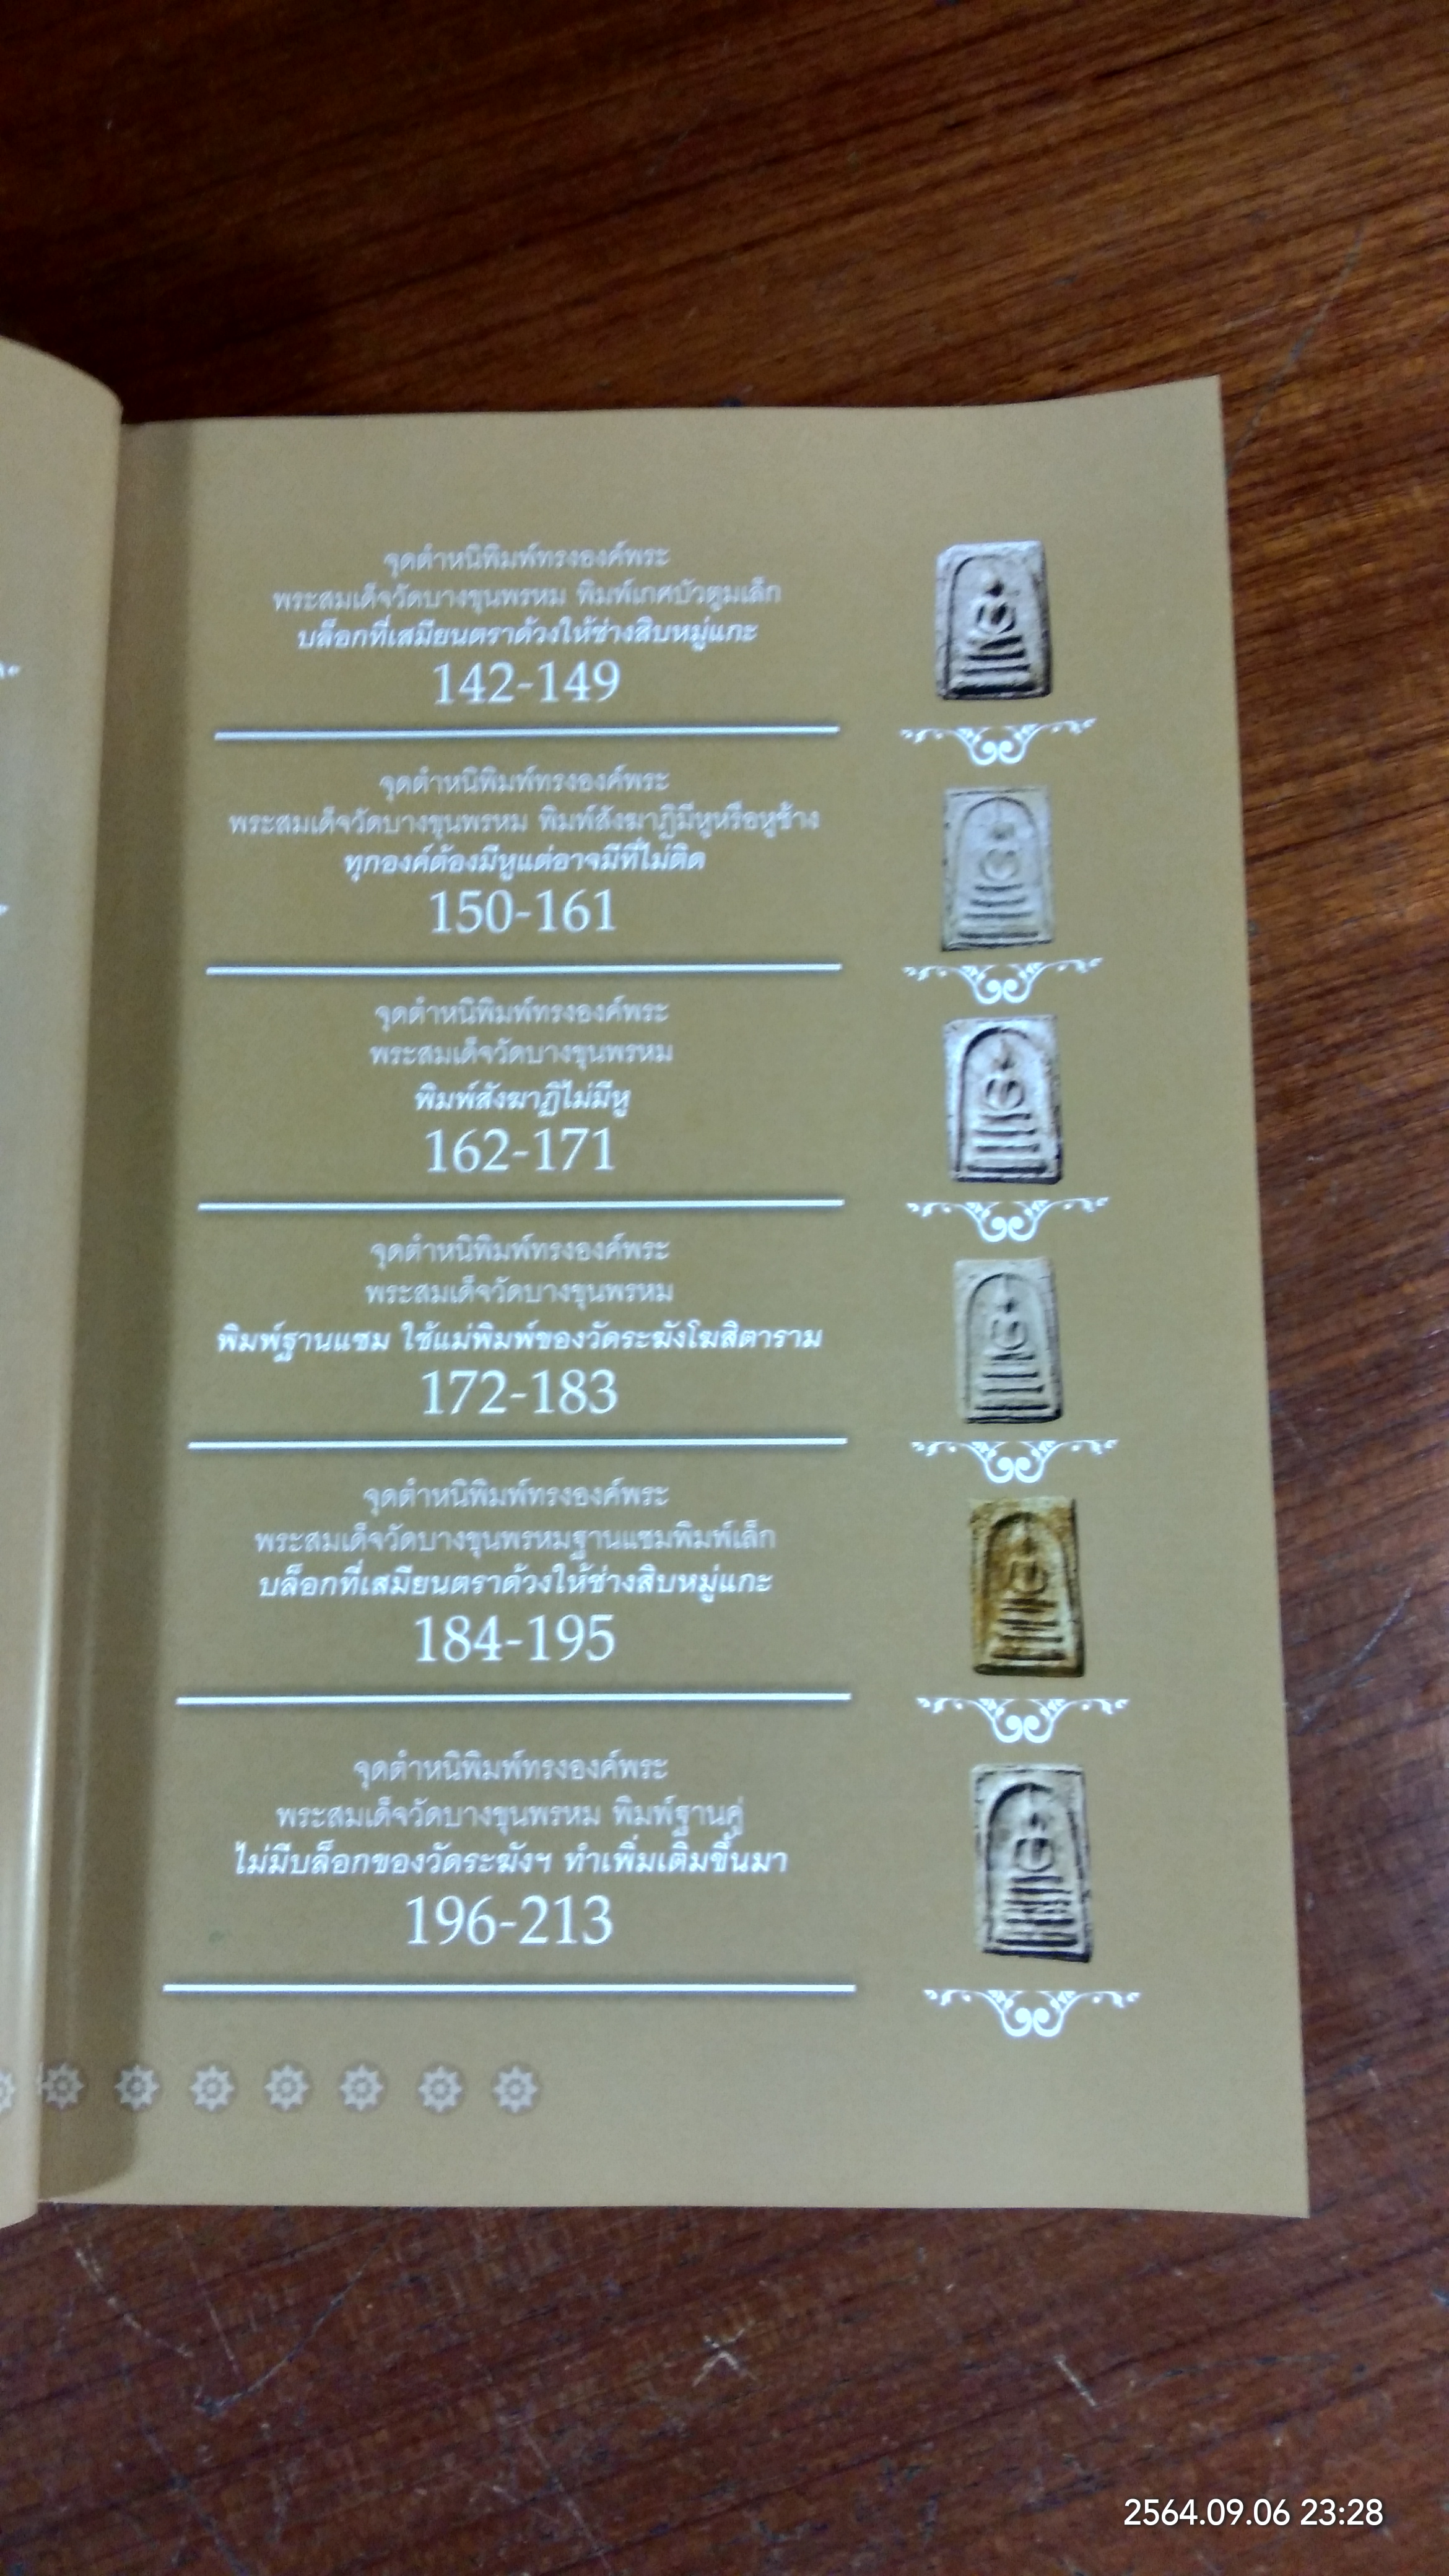 จุดตำหนิพิมพ์ทรงองค์พระ
พระสมเด็จวัดบางขุนพรหม พิมพ์เกศบัวตูมเล็ก
บล็อกที่เสมียนตราด้วงให้ช่างสิบหมู่แกะ
142-149
จุดตำหนิพิมพ์ทรงองค์พระ
พระสมเด็จวัดบางขุนพรหม พิมพ์สังฆาฏิมีหูหรือหูช้าง
ทุกองค์ต้องมีหูแต่อาจมีที่ไม่ติด
150-161
จุดตำหนิพิมพ์ทรงองค์พระ
พระสมเด็จวัดบางขุนพรหม
พิมพ์สังฆาฏิไม่มีหู
162-171
จุดตำหนิพิมพ์ทรงองค์พระ
พระสมเด็จวัดบางขุนพรหม
พิมพ์ฐานแซม ใช้แม่พิมพ์ของวัดระฆังโฆสิตาราม
172-183
จุดตำหนิพิมพ์ทรงองค์พระ
พระสมเด็จวัดบางขุนพรหมฐานแซมพิมพ์เล็ก
บล็อกที่เสมียนตราด้วงให้ช่างสิบหมู่แกะ
184-195
จุดตำหนิพิมพ์ทรงองค์พระ
พระสมเด็จวัดบางขุนพรหม พิมพ์ฐานคู่
ไม่มีบล็อกของวัดระฆังฯ ทำเพิ่มเติมขึ้นมา
196-213
2564.09.06 23:28